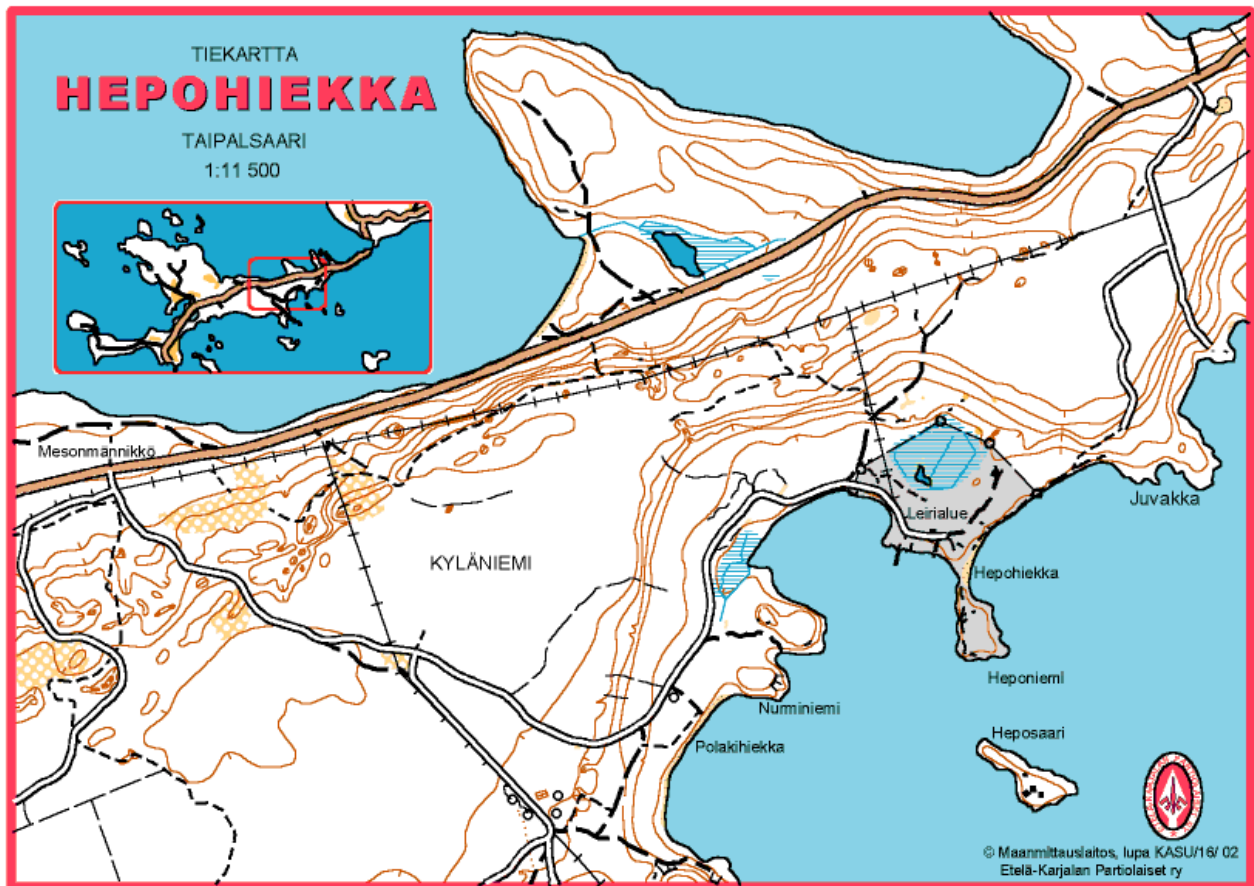 TIEKARTTA
HEPOHIEKKA
TAIPALSAARI
1:11 500
Mesonmännikkö
KYLÄNIEMI
Leirialue
Juvakka
Hepohiekka
HeponiemI
Nurminiemi
Polakihiekka
Heposaari
© Maanmittauslaitos, lupa KASU/16/ 02
Etelä-Karjalan Partiolaiset ry